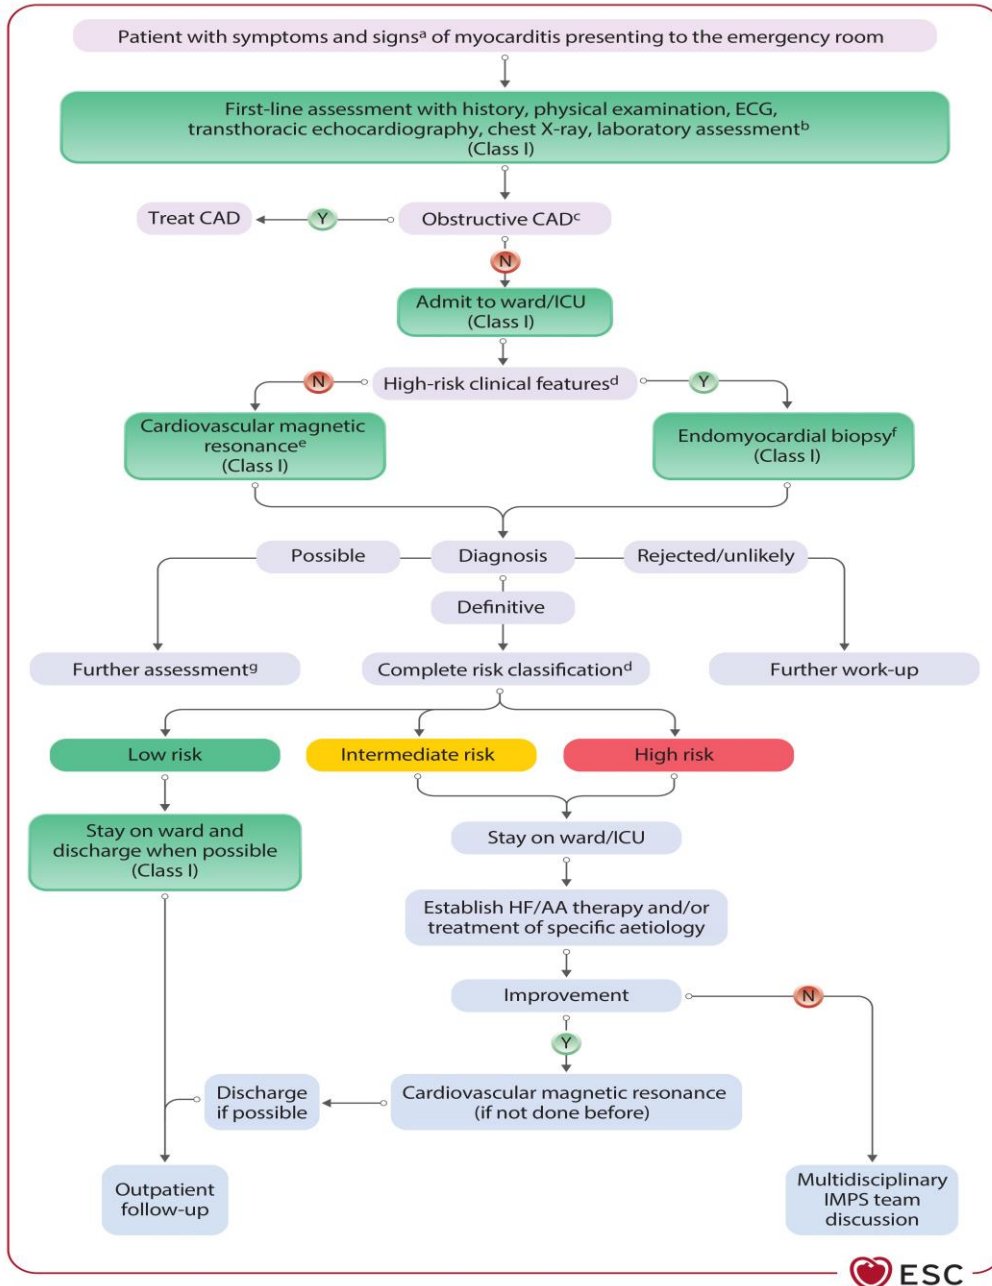 Patient with symptoms and signsᵃ of myocarditis presenting to the emergency room
First-line assessment with history, physical examination, ECG,
transthoracic echocardiography, chest X-ray, laboratory assessmentᵇ
(Class I)
Treat CAD
Y
Obstructive CADᶜ
N
Admit to ward/ICU
(Class I)
N
High-risk clinical featuresᵈ
Y
Cardiovascular magnetic
resonanceᵉ
(Class I)
Endomyocardial biopsyᶠ
(Class I)
Possible
Diagnosis
Rejected/unlikely
Definitive
Further assessmentᵍ
Complete risk classificationᵈ
Further work-up
Low risk
Intermediate risk
High risk
Stay on ward and
discharge when possible
(Class I)
Stay on ward/ICU
Establish HF/AA therapy and/or
treatment of specific aetiology
Improvement
N
Y
Discharge
if possible
Cardiovascular magnetic resonance
(if not done before)
Outpatient
follow-up
Multidisciplinary
IMPS team
discussion
ESC